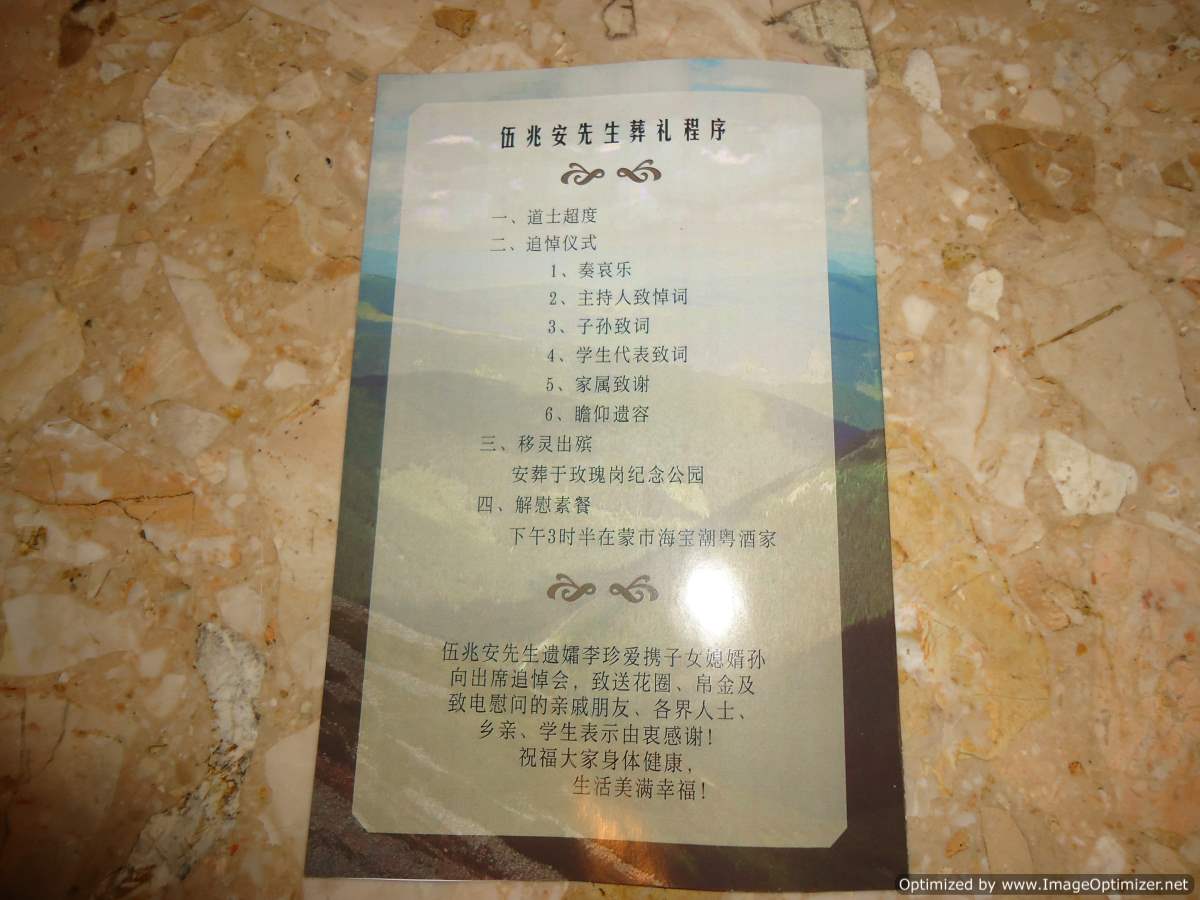 伍兆安先生葬礼程序
一、道士超度
二、追悼仪式
1、奏哀乐
2、主持人致悼词
3、子孙致词
4、学生代表致词
5、家属致谢
6、瞻仰遗容
三、移灵出殡
安葬于玫瑰岗纪念公园
四、解慰素餐
下午3时半在蒙市海宝潮粤酒家
伍兆安先生遗孀李珍爱携子女媳婿孙
向出席追悼会，致送花圈、帛金及
致电慰问的亲戚朋友、各界人士、
乡亲、学生表示由衷感谢！
祝福大家身体健康，
生活美满幸福！
Optimized by www.ImageOptimizer.net